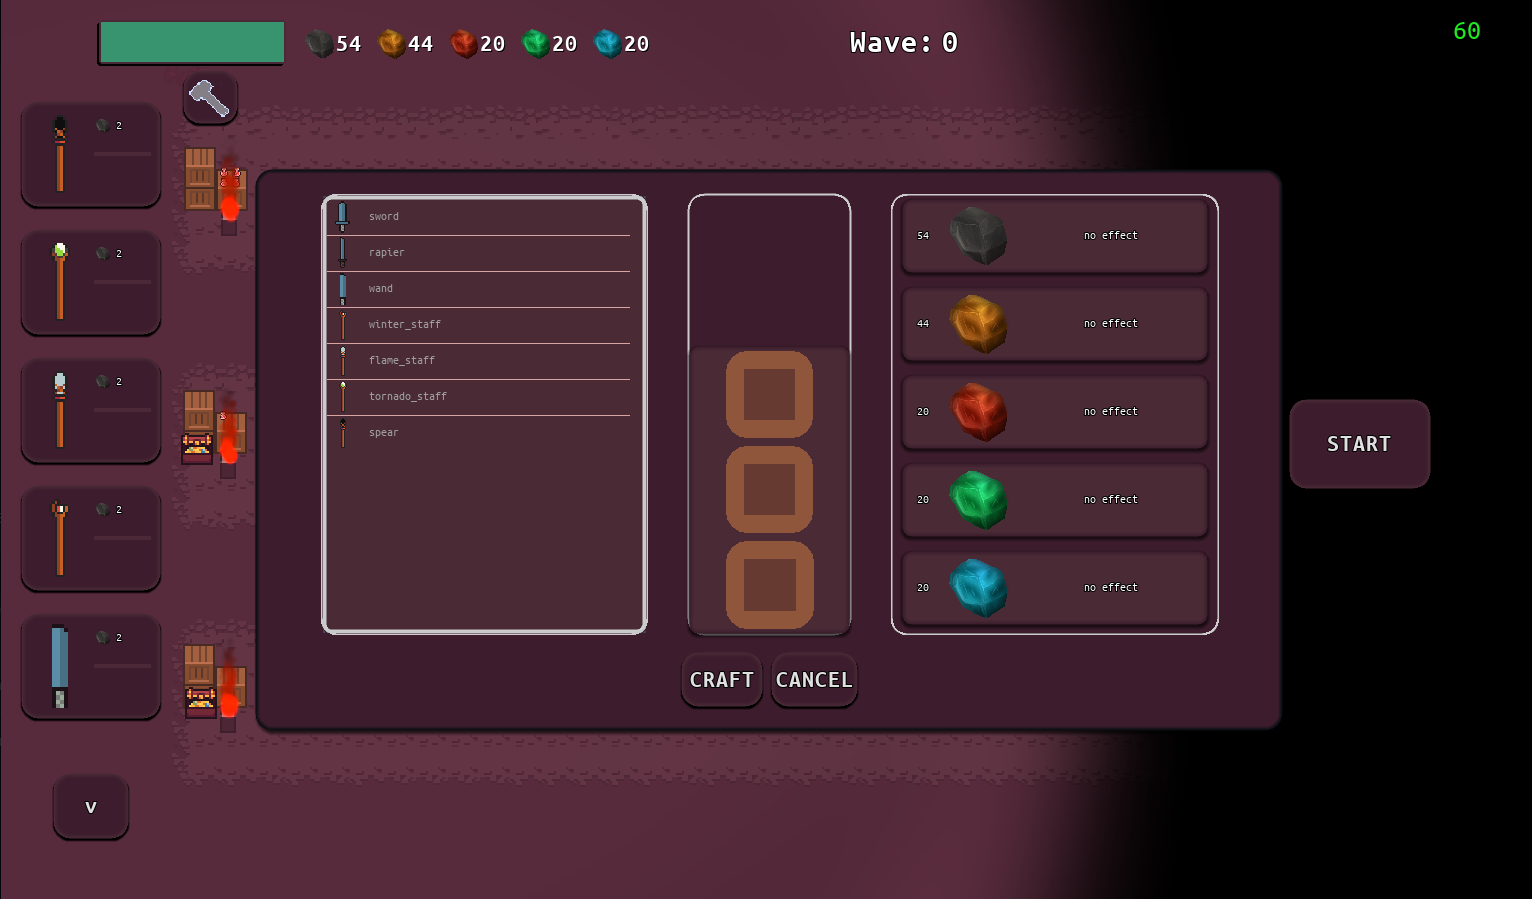 54 44 20 20 20
Wave: 0
60
2
2
2
2
2
v
sword
rapier
wand
winter_staff
flame_staff
tornado_staff
spear
54 no effect
44 no effect
20 no effect
20 no effect
20 no effect
CRAFT CANCEL
START